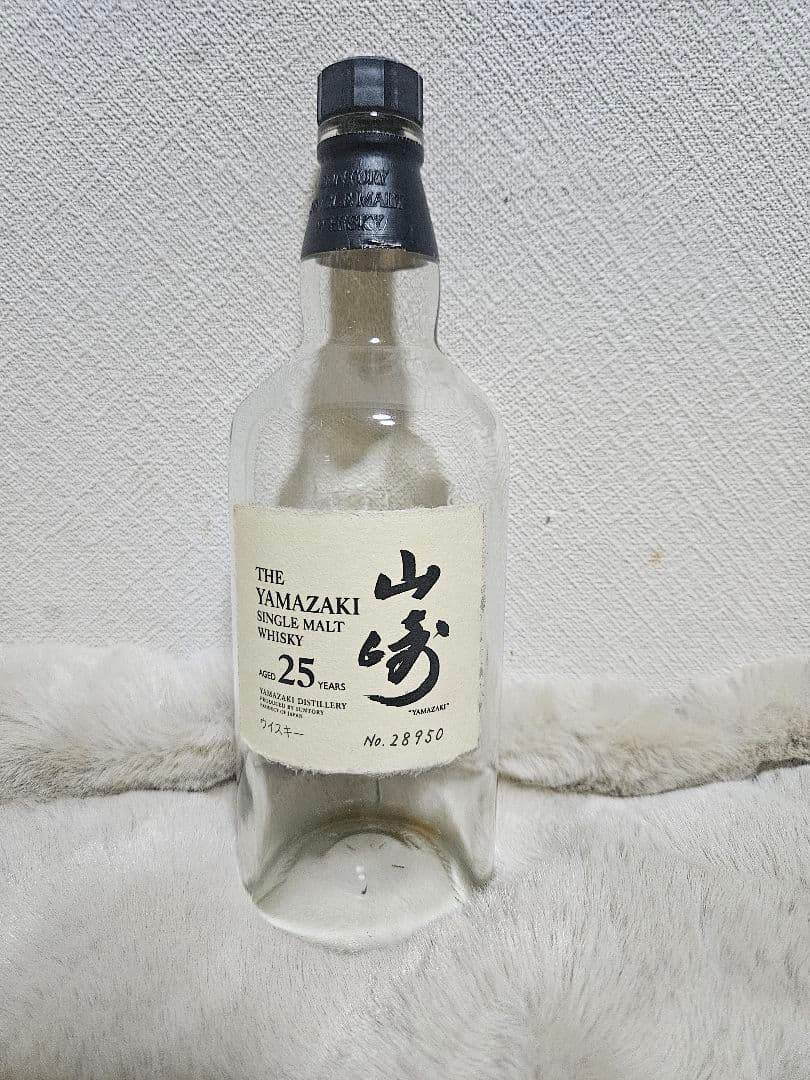 SUNTORY
SINGLE MALT
WHISKY
THE
YAMAZAKI
SINGLE MALT
WHISKY
AGED 25 YEARS
YAMAZAKI DISTILLERY
PRODUCED BY SUNTORY
PRODUCT OF JAPAN
ウイスキー
山崎
"YAMAZAKI"
No.28950